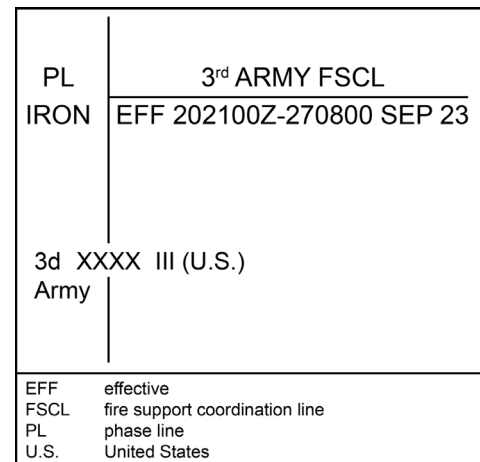 PL
IRON
3rd ARMY FSCL
EFF 202100Z-270800 SEP 23
3d XXXX III (U.S.)
Army
EFF effective
FSCL fire support coordination line
PL phase line
U.S. United States